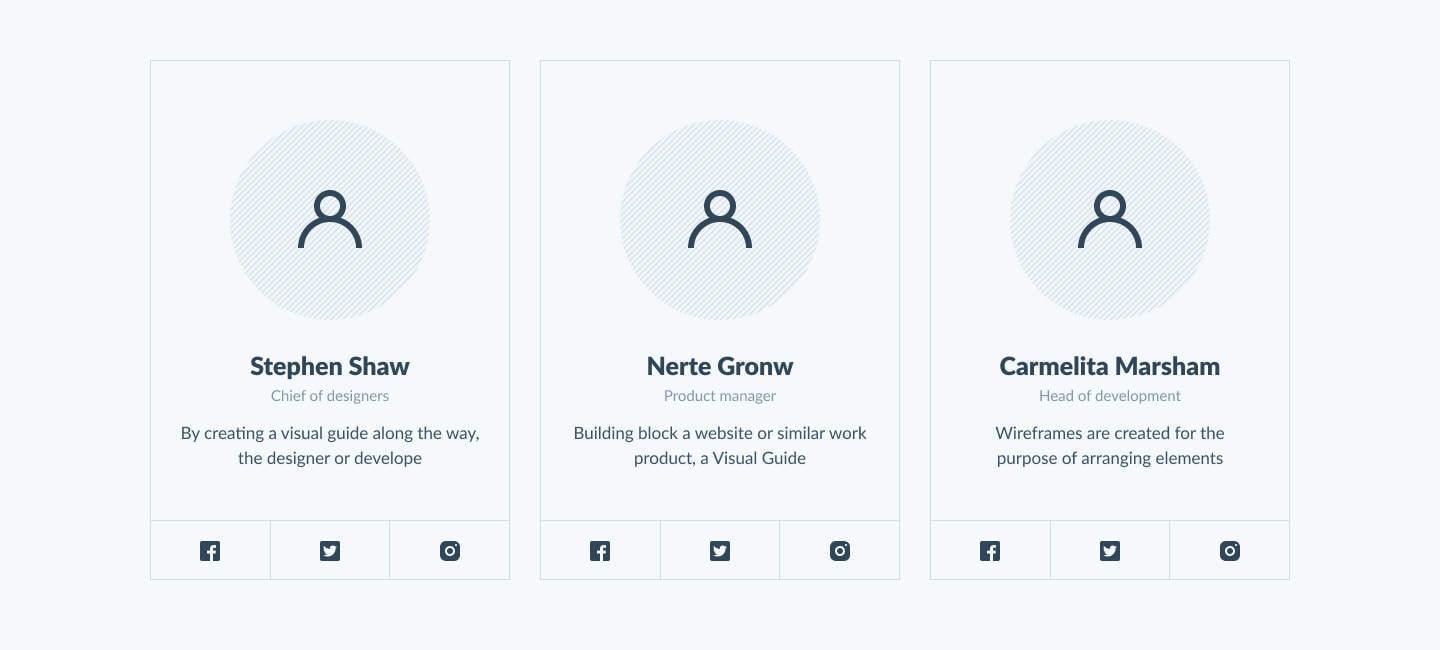 Stephen Shaw
Chief of designers
By creating a visual guide along the way,
the designer or develope
Nerte Gronw
Product manager
Building block a website or similar work
product, a Visual Guide
Carmelita Marsham
Head of development
Wireframes are created for the
purpose of arranging elements